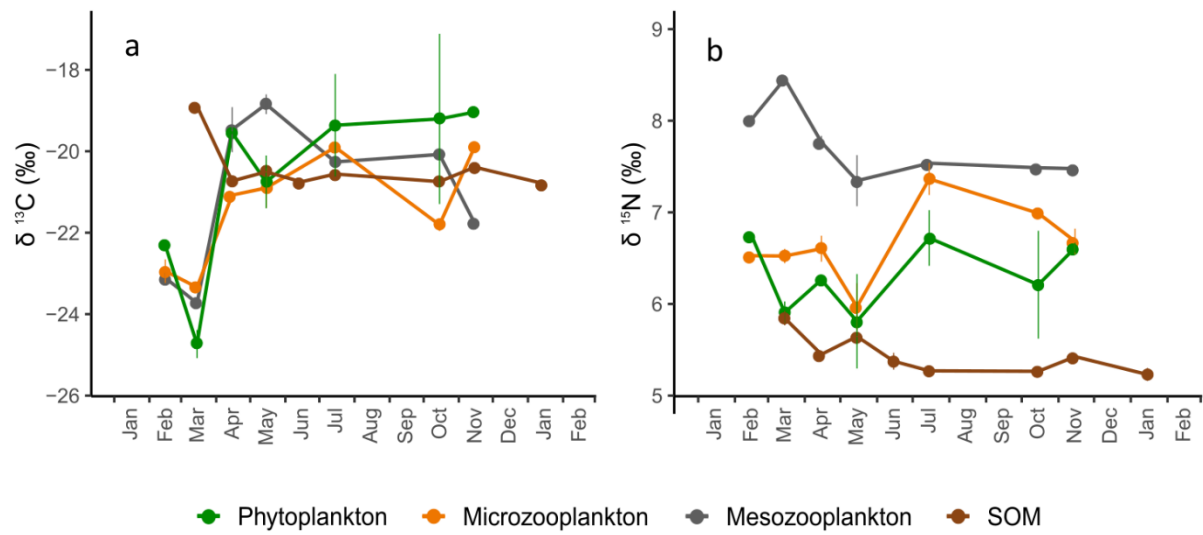 a
b
δ ¹³C (‰)
−18
−20
−22
−24
−26
Jan Feb Mar Apr May Jun Jul Aug Sep Oct Nov Dec Jan Feb
δ ¹⁵N (‰)
9
8
7
6
5
Jan Feb Mar Apr May Jun Jul Aug Sep Oct Nov Dec Jan Feb
Phytoplankton Microzooplankton Mesozooplankton SOM